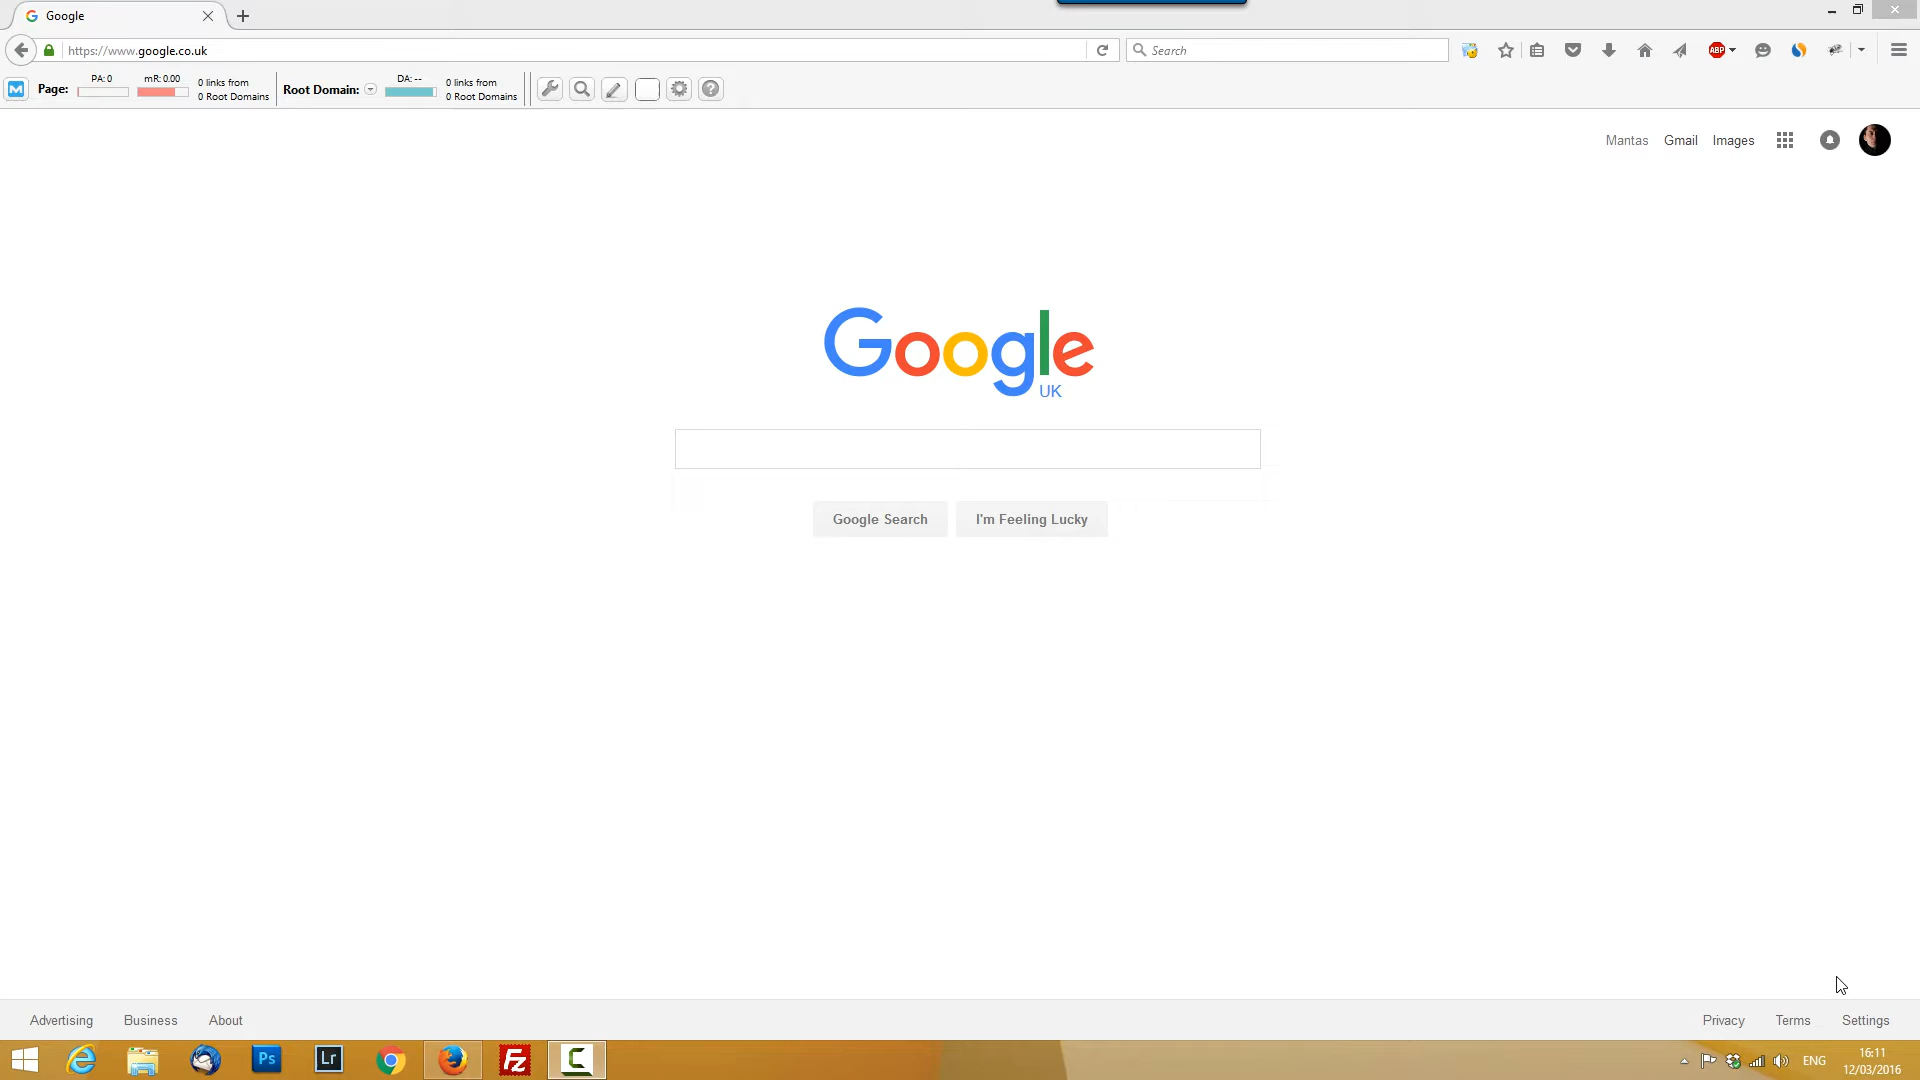 Google
https://www.google.co.uk
Search
ABP
Page:
PA: 0
mR: 0.00
0 links from
0 Root Domains
Root Domain:
DA: --
0 links from
0 Root Domains
Mantas
Gmail
Images
Google
UK
Google Search
I'm Feeling Lucky
Advertising
Business
About
Privacy
Terms
Settings
Ps
Lr
Fz
C
ENG
16:11
12/03/2016